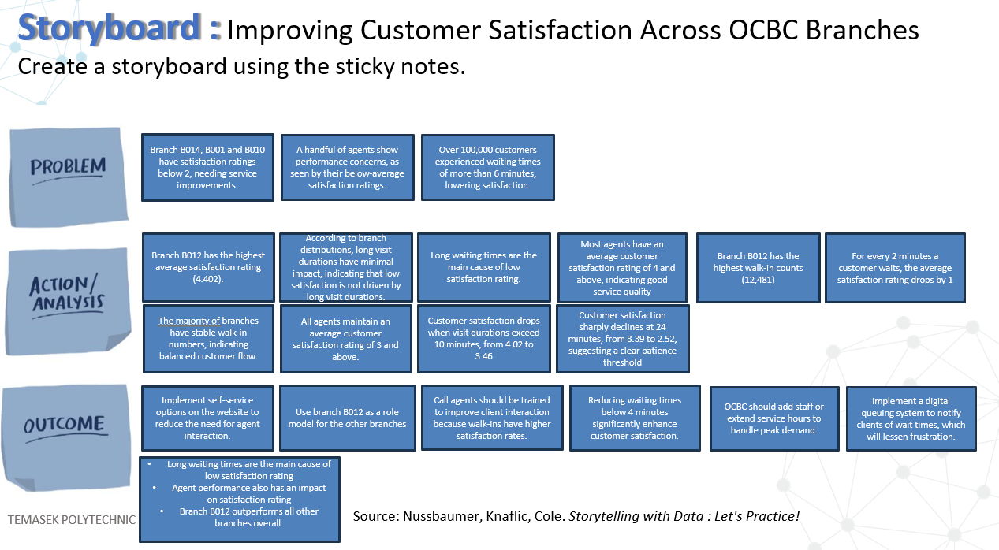 Storyboard : Improving Customer Satisfaction Across OCBC Branches
Create a storyboard using the sticky notes.
PROBLEM
Branch B014, B001 and B010
have satisfaction ratings
below 2, needing service
improvements.
A handful of agents show
performance concerns, as
seen by their below-average
satisfaction ratings.
Over 100,000 customers
experienced waiting times
of more than 6 minutes,
lowering satisfaction.
ACTION/
ANALYSIS
Branch B012 has the highest
average satisfaction rating
(4.402).
According to branch
distributions, long visit
durations have minimal
impact, indicating that low
satisfaction is not driven by
long visit durations.
Long waiting times are the
main cause of low
satisfaction rating.
Most agents have an
average customer
satisfaction rating of 4 and
above, indicating good
service quality
Branch B012 has the
highest walk-in counts
(12,481)
For every 2 minutes a
customer waits, the average
satisfaction rating drops by 1
The majority of branches
have stable walk-in
numbers, indicating
balanced customer flow.
All agents maintain an
average customer
satisfaction rating of 3 and
above.
Customer satisfaction drops
when visit durations exceed
10 minutes, from 4.02 to
3.46
Customer satisfaction
sharply declines at 24
minutes, from 3.39 to 2.52,
suggesting a clear patience
threshold
OUTCOME
Implement self-service
options on the website to
reduce the need for agent
interaction.
Use branch B012 as a role
model for the other branches
Call agents should be trained
to improve client interaction
because walk-ins have higher
satisfaction rates.
Reducing waiting times
below 4 minutes
significantly enhance
customer satisfaction.
OCBC should add staff or
extend service hours to
handle peak demand.
Implement a digital
queuing system to notify
clients of wait times, which
will lessen frustration.
• Long waiting times are the main cause of
low satisfaction rating
• Agent performance also has an impact
on satisfaction rating
• Branch B012 outperforms all other
branches overall.
TEMASEK POLYTECHNIC
Source: Nussbaumer, Knaflic, Cole. Storytelling with Data : Let's Practice!